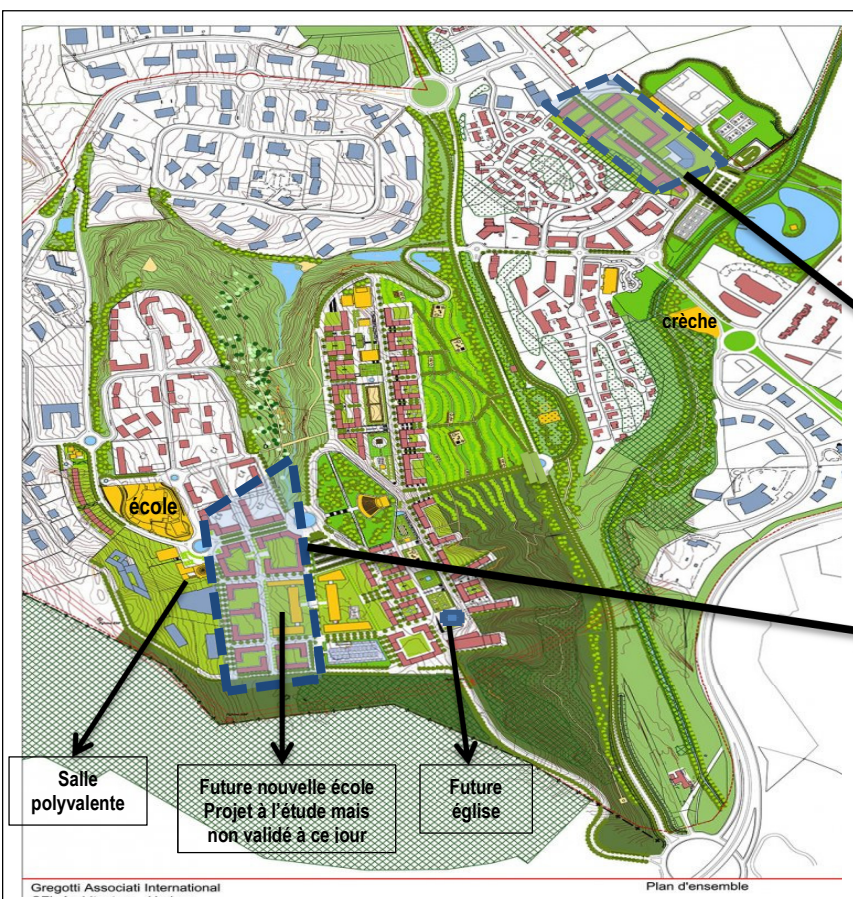 crèche
école
Salle
polyvalente
Future nouvelle école
Projet à l'étude mais
non validé à ce jour
Future
église
Gregotti Associati International
Plan d'ensemble